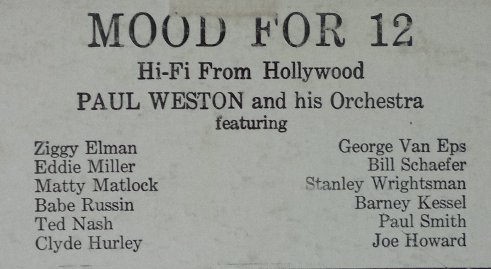 MOOD FOR 12
Hi-Fi From Hollywood
PAUL WESTON and his Orchestra
featuring
Ziggy Elman
Eddie Miller
Matty Matlock
Babe Russin
Ted Nash
Clyde Hurley
George Van Eps
Bill Schaefer
Stanley Wrightsman
Barney Kessel
Paul Smith
Joe Howard